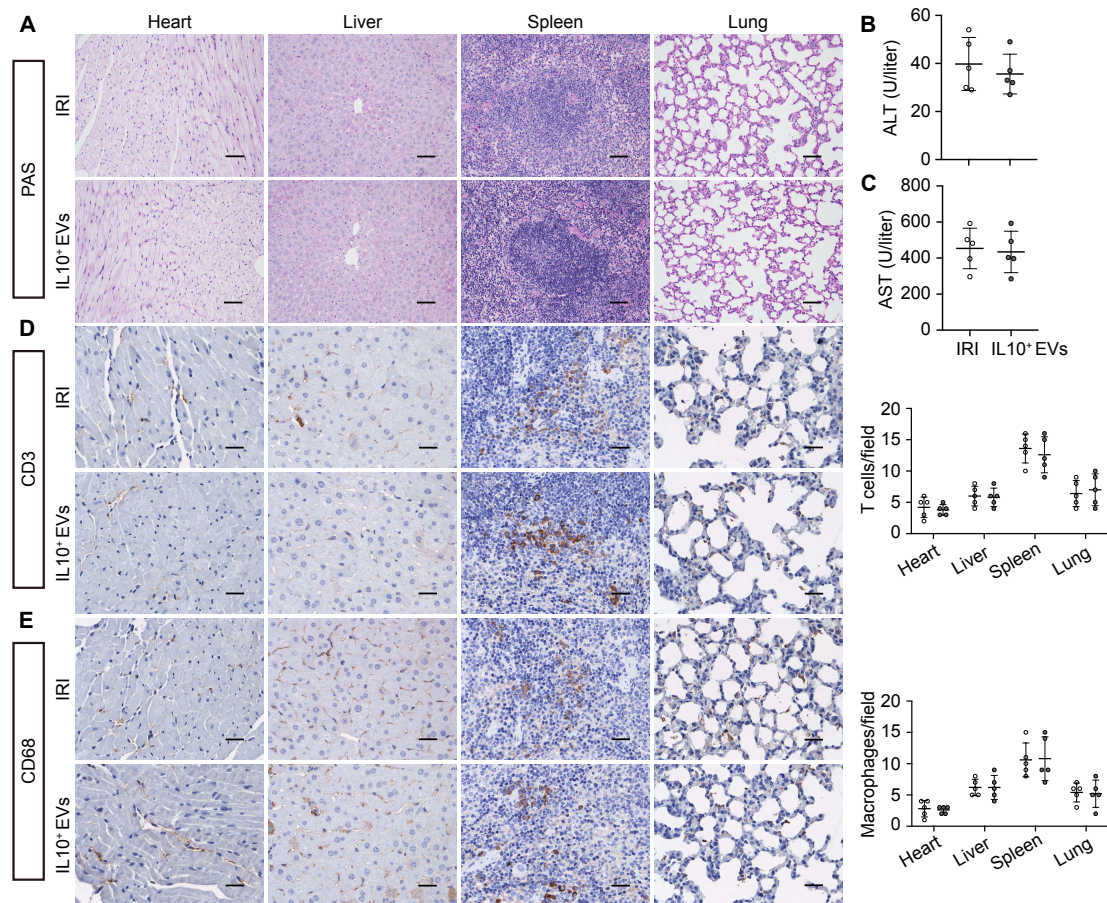 A
Heart
Liver
Spleen
Lung
PAS
IRI
IL10⁺ EVs
B
ALT (U/liter)
60
40
20
0
C
AST (U/liter)
800
600
400
200
0
IRI
IL10⁺ EVs
D
CD3
IRI
IL10⁺ EVs
T cells/field
20
15
10
5
0
Heart
Liver
Spleen
Lung
E
CD68
IRI
IL10⁺ EVs
Macrophages/field
20
15
10
5
0
Heart
Liver
Spleen
Lung